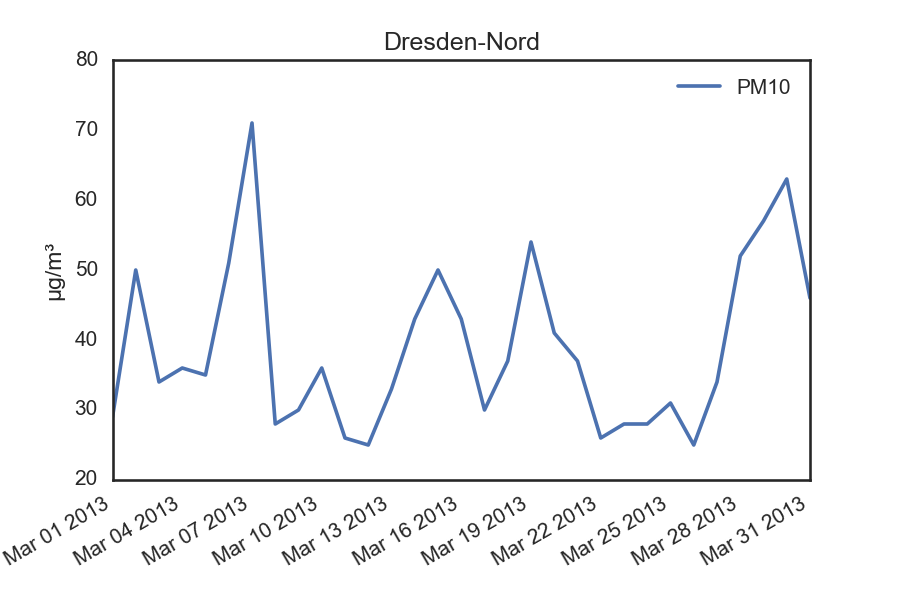 Dresden-Nord
80
70
60
50
40
30
20
µg/m³
PM10
Mar 01 2013
Mar 04 2013
Mar 07 2013
Mar 10 2013
Mar 13 2013
Mar 16 2013
Mar 19 2013
Mar 22 2013
Mar 25 2013
Mar 28 2013
Mar 31 2013